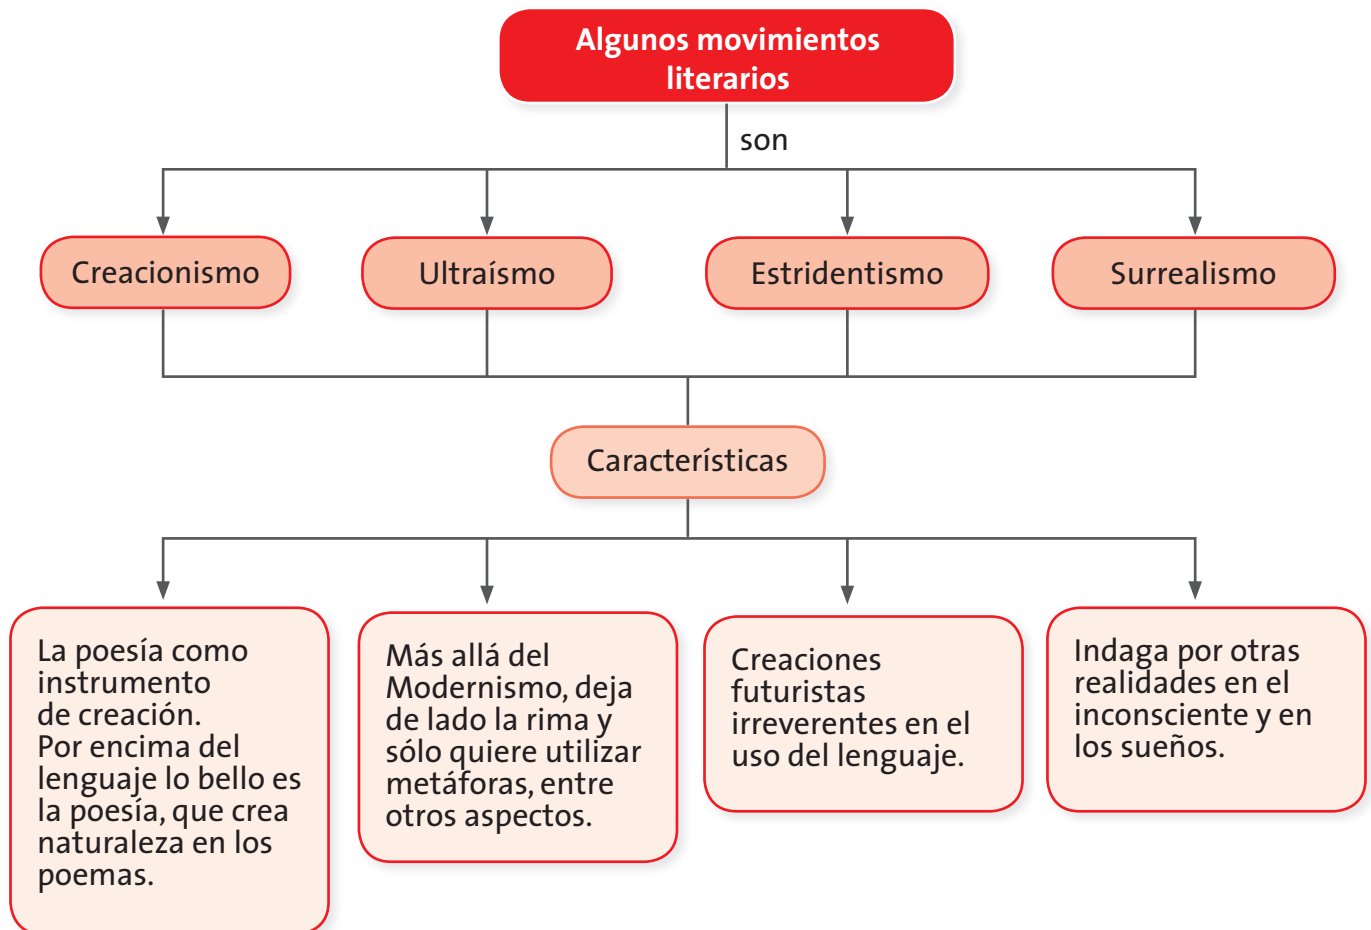 Algunos movimientos
literarios
son
Creacionismo
Ultraísmo
Estridentismo
Surrealismo
Características
La poesía como
instrumento
de creación.
Por encima del
lenguaje lo bello es
la poesía, que crea
naturaleza en los
poemas.
Más allá del
Modernismo, deja
de lado la rima y
sólo quiere utilizar
metáforas, entre
otros aspectos.
Creaciones
futuristas
irreverentes en el
uso del lenguaje.
Indaga por otras
realidades en el
inconsciente y en
los sueños.